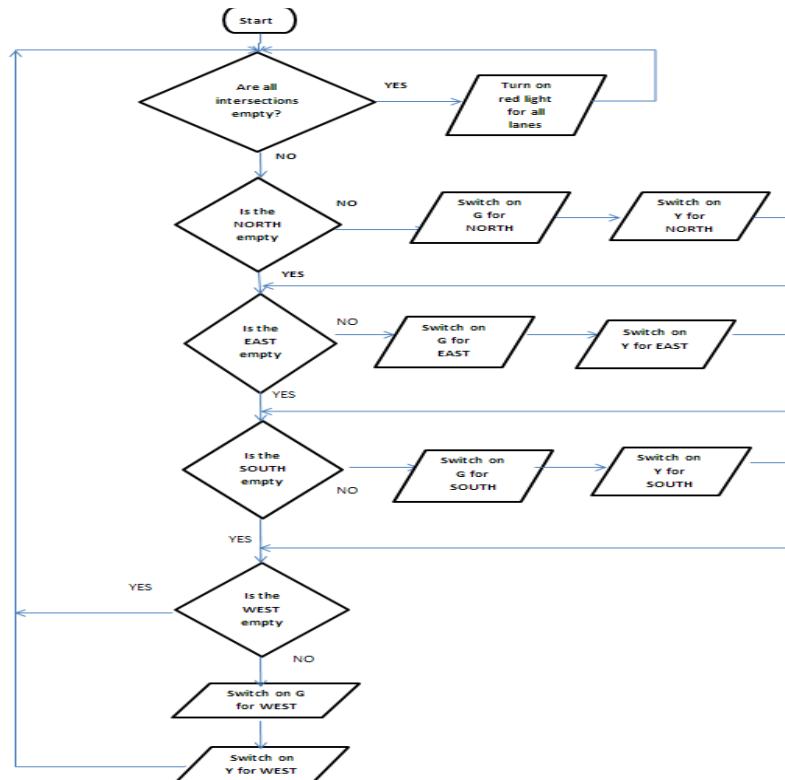 Start
Are all
intersections
empty?
YES
Turn on
red light
for all
lanes
NO
Is the
NORTH
empty
NO
Switch on
G for
NORTH
Switch on
Y for
NORTH
YES
Is the
EAST
empty
NO
Switch on
G for
EAST
Switch on
Y for EAST
YES
Is the
SOUTH
empty
NO
Switch on
G for
SOUTH
Switch on
Y for
SOUTH
YES
YES
Is the
WEST
empty
NO
Switch on G
for WEST
Switch on
Y for WEST